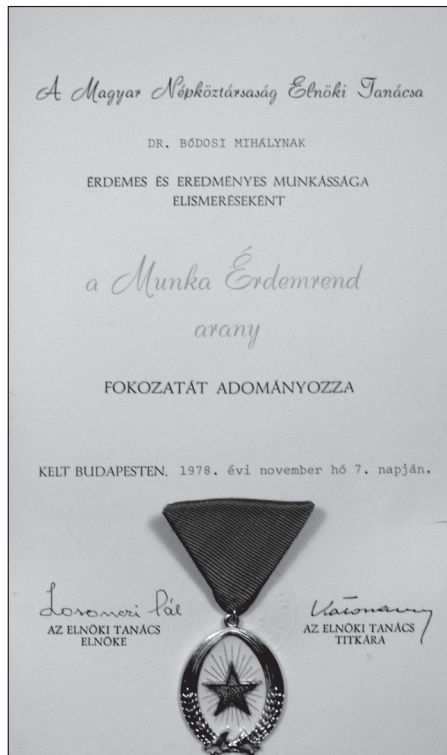 A Magyar Népköztársaság Elnöki Tanácsa
DR. BŐDOSI MIHÁLYNAK
ÉRDEMES ÉS EREDMÉNYES MUNKÁSSÁGA
ELISMERÉSEKÉNT
a Munka Érdemrend
arany
FOKOZATÁT ADOMÁNYOZZA
KELT BUDAPESTEN, 1978. évi november hó 7. napján.
Losonczi Pál
AZ ELNÖKI TANÁCS
ELNÖKE
AZ ELNÖKI TANÁCS
TITKÁRA